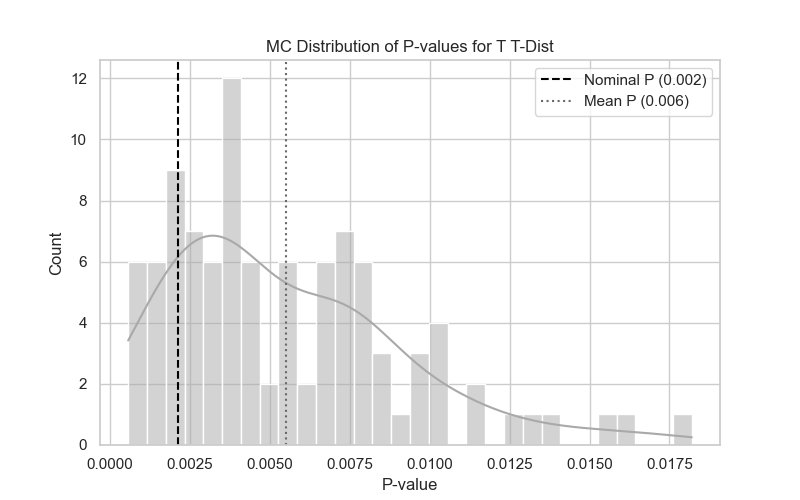 MC Distribution of P-values for T T-Dist
Nominal P (0.002)
Mean P (0.006)
Count
12
10
8
6
4
2
0
0.0000 0.0025 0.0050 0.0075 0.0100 0.0125 0.0150 0.0175
P-value